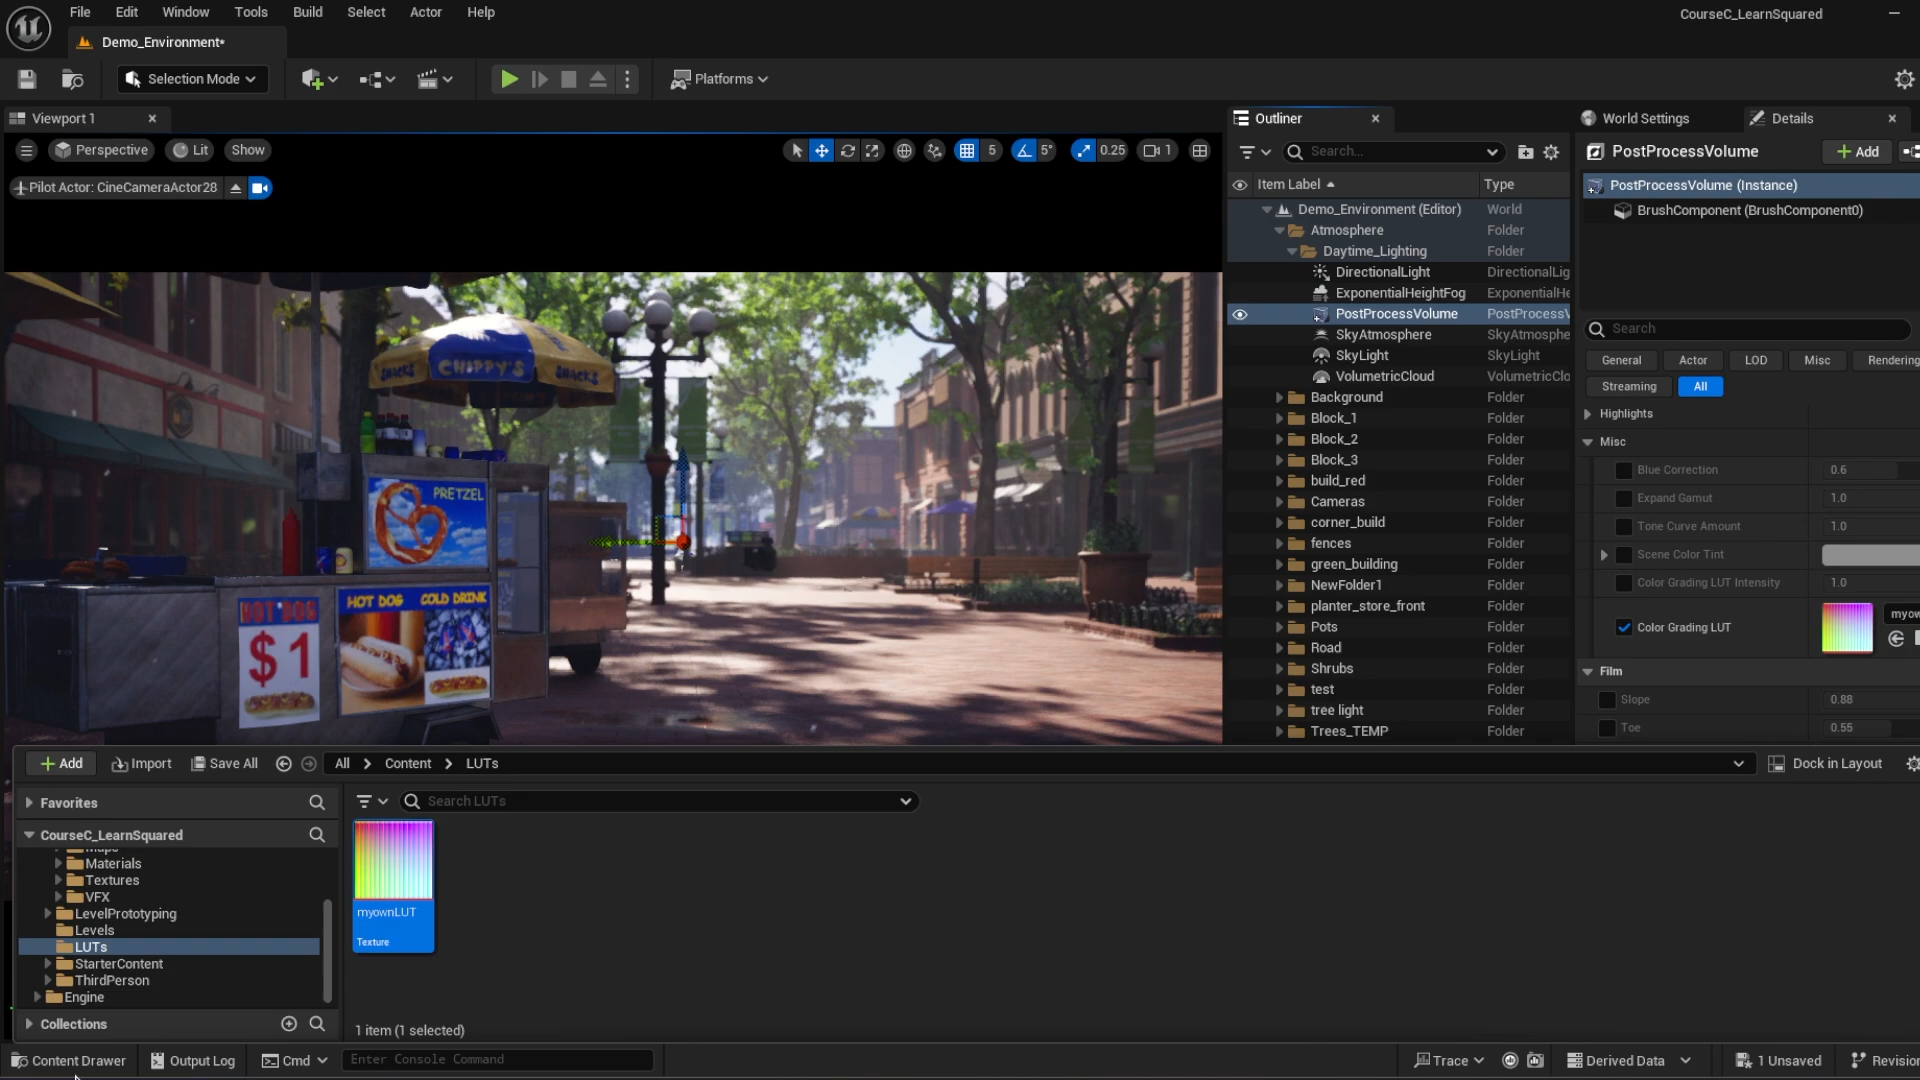 File Edit Window Tools Build Select Actor Help
CourseC_LearnSquared
Demo_Environment*
Selection Mode
Platforms
Viewport 1
Outliner
World Settings
Details
Perspective
Lit
Show
5
5°
0.25
1
Search...
PostProcessVolume
Add
Pilot Actor: CineCameraActor28
Item Label
Type
PostProcessVolume (Instance)
BrushComponent (BrushComponent0)
Demo_Environment (Editor) World
Atmosphere Folder
Daytime_Lighting Folder
DirectionalLight DirectionalLig
ExponentialHeightFog ExponentialHe
PostProcessVolume PostProcessV
SkyAtmosphere SkyAtmosphe
SkyLight SkyLight
VolumetricCloud VolumetricClo
Background Folder
Block_1 Folder
Block_2 Folder
Block_3 Folder
build_red Folder
Cameras Folder
corner_build Folder
fences Folder
green_building Folder
NewFolder1 Folder
planter_store_front Folder
Pots Folder
Road Folder
Shrubs Folder
test Folder
tree light Folder
Trees_TEMP Folder
Search
General Actor LOD Misc Rendering
Streaming All
Highlights
Misc
Blue Correction 0.6
Expand Gamut 1.0
Tone Curve Amount 1.0
Scene Color Tint
Color Grading LUT Intensity 1.0
Color Grading LUT
myow
Film
Slope 0.88
Toe 0.55
SNACKS CHIPPY'S SNACKS
PRETZEL
HOT DOG
$1
HOT DOG COLD DRINK
Add Import Save All
All Content LUTs
Dock in Layout
Favorites
Search LUTs
CourseC_LearnSquared
Maps
Materials
Textures
VFX
LevelPrototyping
Levels
LUTs
StarterContent
ThirdPerson
Engine
Collections
myownLUT
Texture
1 item (1 selected)
Content Drawer
Output Log
Cmd
Enter Console Command
Trace
Derived Data
1 Unsaved
Revision